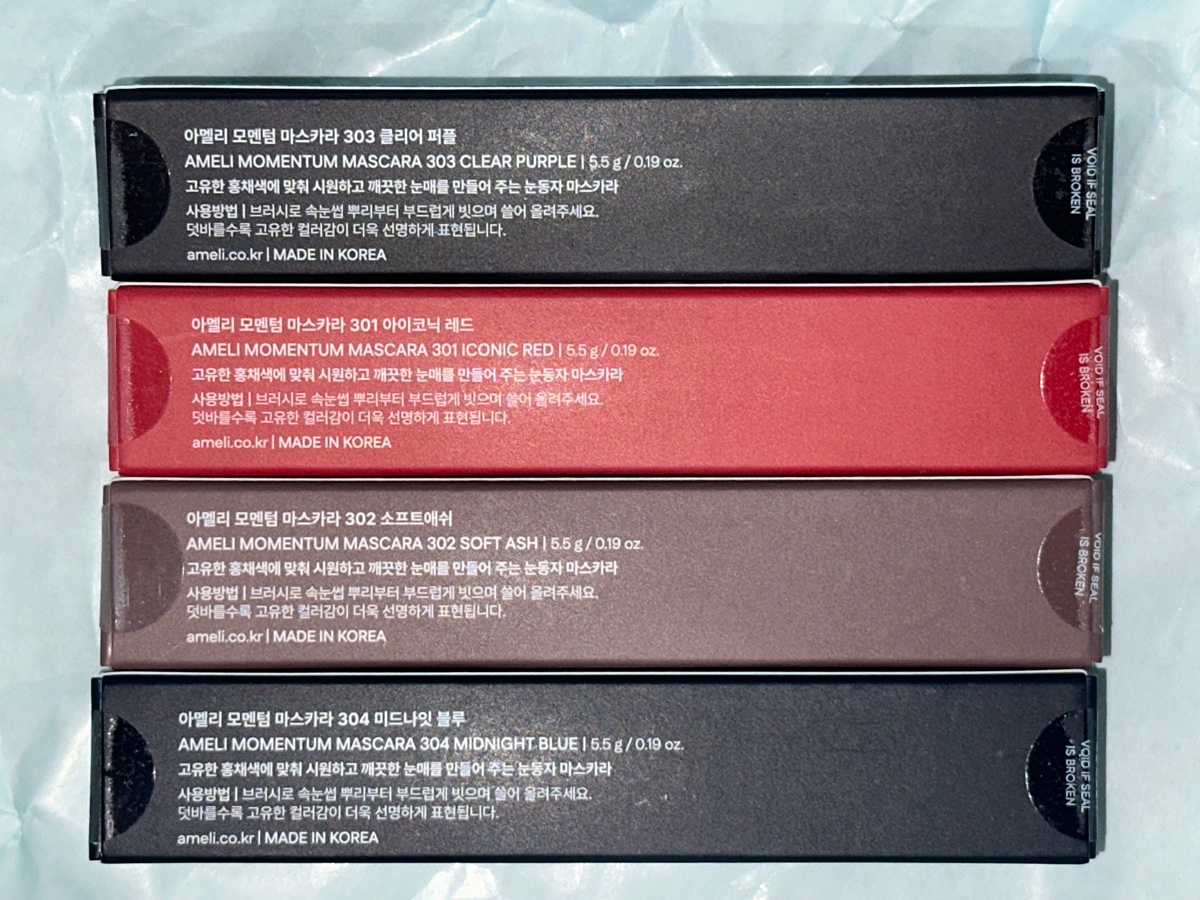 아멜리 모멘텀 마스카라 303 클리어 퍼플
AMELI MOMENTUM MASCARA 303 CLEAR PURPLE | 5.5 g / 0.19 oz.
고유한 홍채색에 맞춰 시원하고 깨끗한 눈매를 만들어 주는 눈동자 마스카라
사용방법 | 브러시로 속눈썹 뿌리부터 부드럽게 빗으며 쓸어 올려주세요.
덧바를수록 고유한 컬러감이 더욱 선명하게 표현됩니다.
ameli.co.kr | MADE IN KOREA
VOID IF SEAL
IS BROKEN
아멜리 모멘텀 마스카라 301 아이코닉 레드
AMELI MOMENTUM MASCARA 301 ICONIC RED | 5.5 g / 0.19 oz.
고유한 홍채색에 맞춰 시원하고 깨끗한 눈매를 만들어 주는 눈동자 마스카라
사용방법 | 브러시로 속눈썹 뿌리부터 부드럽게 빗으며 쓸어 올려주세요.
덧바를수록 고유한 컬러감이 더욱 선명하게 표현됩니다.
ameli.co.kr | MADE IN KOREA
VOID IF SEAL
IS BROKEN
아멜리 모멘텀 마스카라 302 소프트애쉬
AMELI MOMENTUM MASCARA 302 SOFT ASH | 5.5 g / 0.19 oz.
고유한 홍채색에 맞춰 시원하고 깨끗한 눈매를 만들어 주는 눈동자 마스카라
사용방법 | 브러시로 속눈썹 뿌리부터 부드럽게 빗으며 쓸어 올려주세요.
덧바를수록 고유한 컬러감이 더욱 선명하게 표현됩니다.
ameli.co.kr | MADE IN KOREA
VOID IF SEAL
IS BROKEN
아멜리 모멘텀 마스카라 304 미드나잇 블루
AMELI MOMENTUM MASCARA 304 MIDNIGHT BLUE | 5.5 g / 0.19 oz.
고유한 홍채색에 맞춰 시원하고 깨끗한 눈매를 만들어 주는 눈동자 마스카라
사용방법 | 브러시로 속눈썹 뿌리부터 부드럽게 빗으며 쓸어 올려주세요.
덧바를수록 고유한 컬러감이 더욱 선명하게 표현됩니다.
ameli.co.kr | MADE IN KOREA
VOID IF SEAL
IS BROKEN